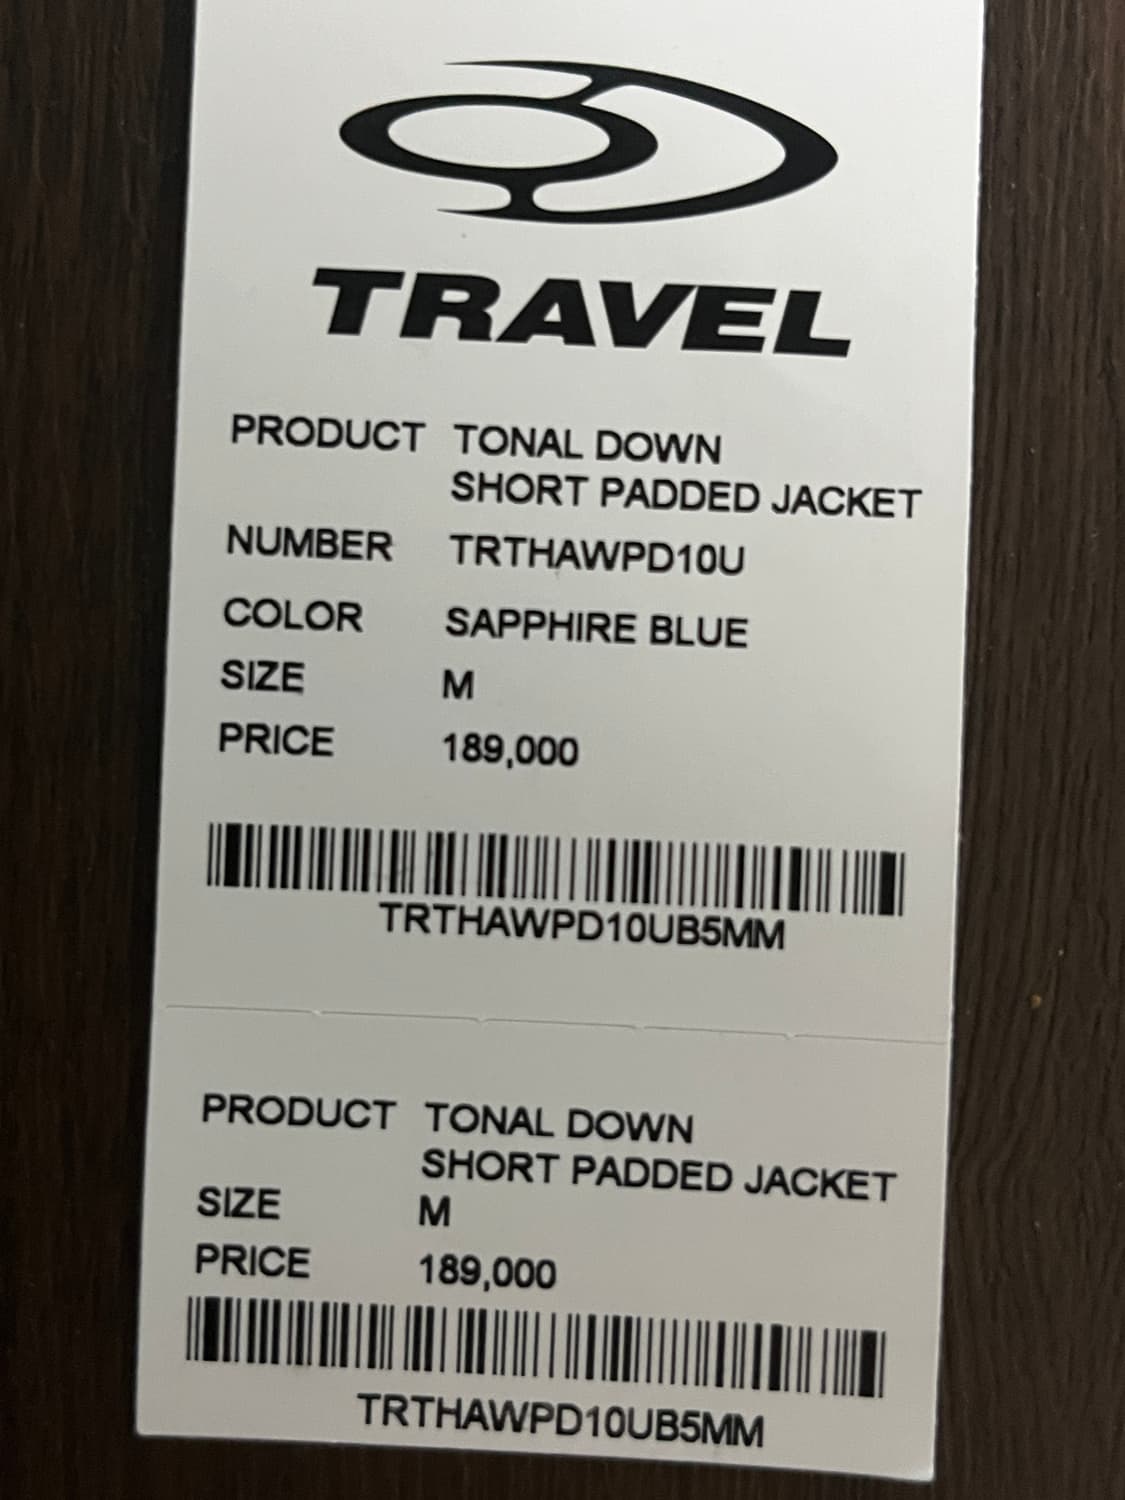 TRAVEL
PRODUCT TONAL DOWN
SHORT PADDED JACKET
NUMBER TRTHAWPD10U
COLOR SAPPHIRE BLUE
SIZE M
PRICE 189,000
TRTHAWPD10UB5MM
PRODUCT TONAL DOWN
SHORT PADDED JACKET
SIZE M
PRICE 189,000
TRTHAWPD10UB5MM